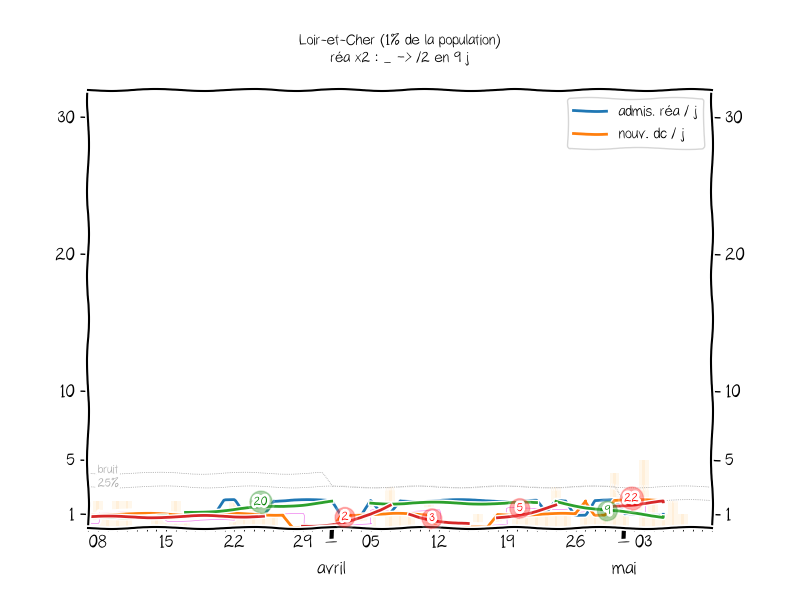 Loir-et-Cher (1% de la population)
réa x2 : _ -> /2 en 9 j
admis. réa / j
nouv. dc / j
30
30
20
20
10
10
5
5
1
1
bruit
25%
20
2
3
5
9
22
08 15 22 29 05 12 19 26 03
avril mai